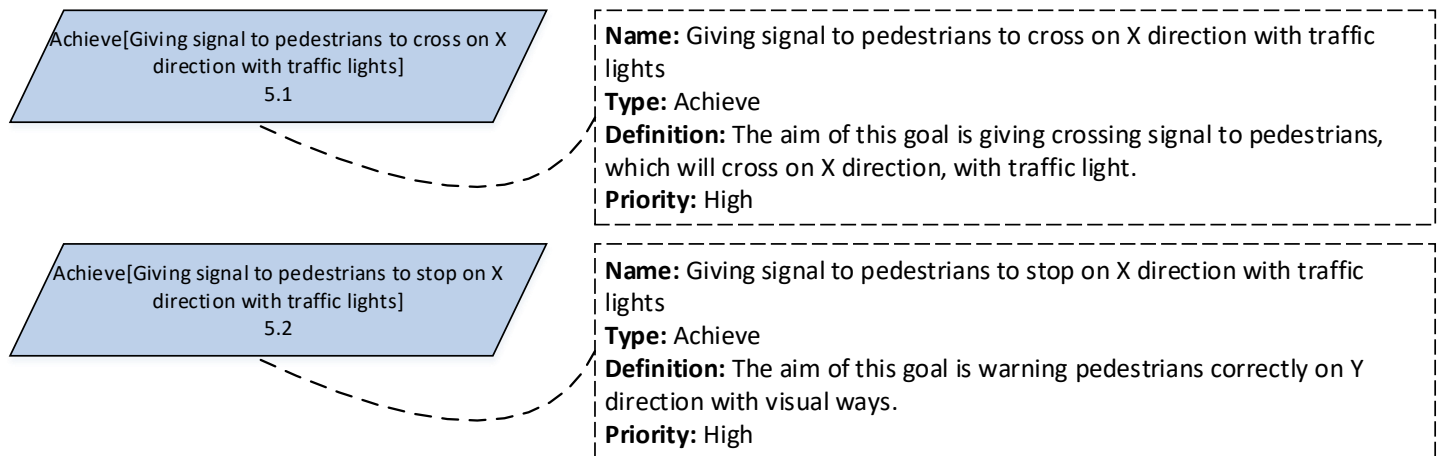 Achieve[Giving signal to pedestrians to cross on X
direction with traffic lights]
5.1
Name: Giving signal to pedestrians to cross on X direction with traffic
lights
Type: Achieve
Definition: The aim of this goal is giving crossing signal to pedestrians,
which will cross on X direction, with traffic light.
Priority: High
Achieve[Giving signal to pedestrians to stop on X
direction with traffic lights]
5.2
Name: Giving signal to pedestrians to stop on X direction with traffic
lights
Type: Achieve
Definition: The aim of this goal is warning pedestrians correctly on Y
direction with visual ways.
Priority: High